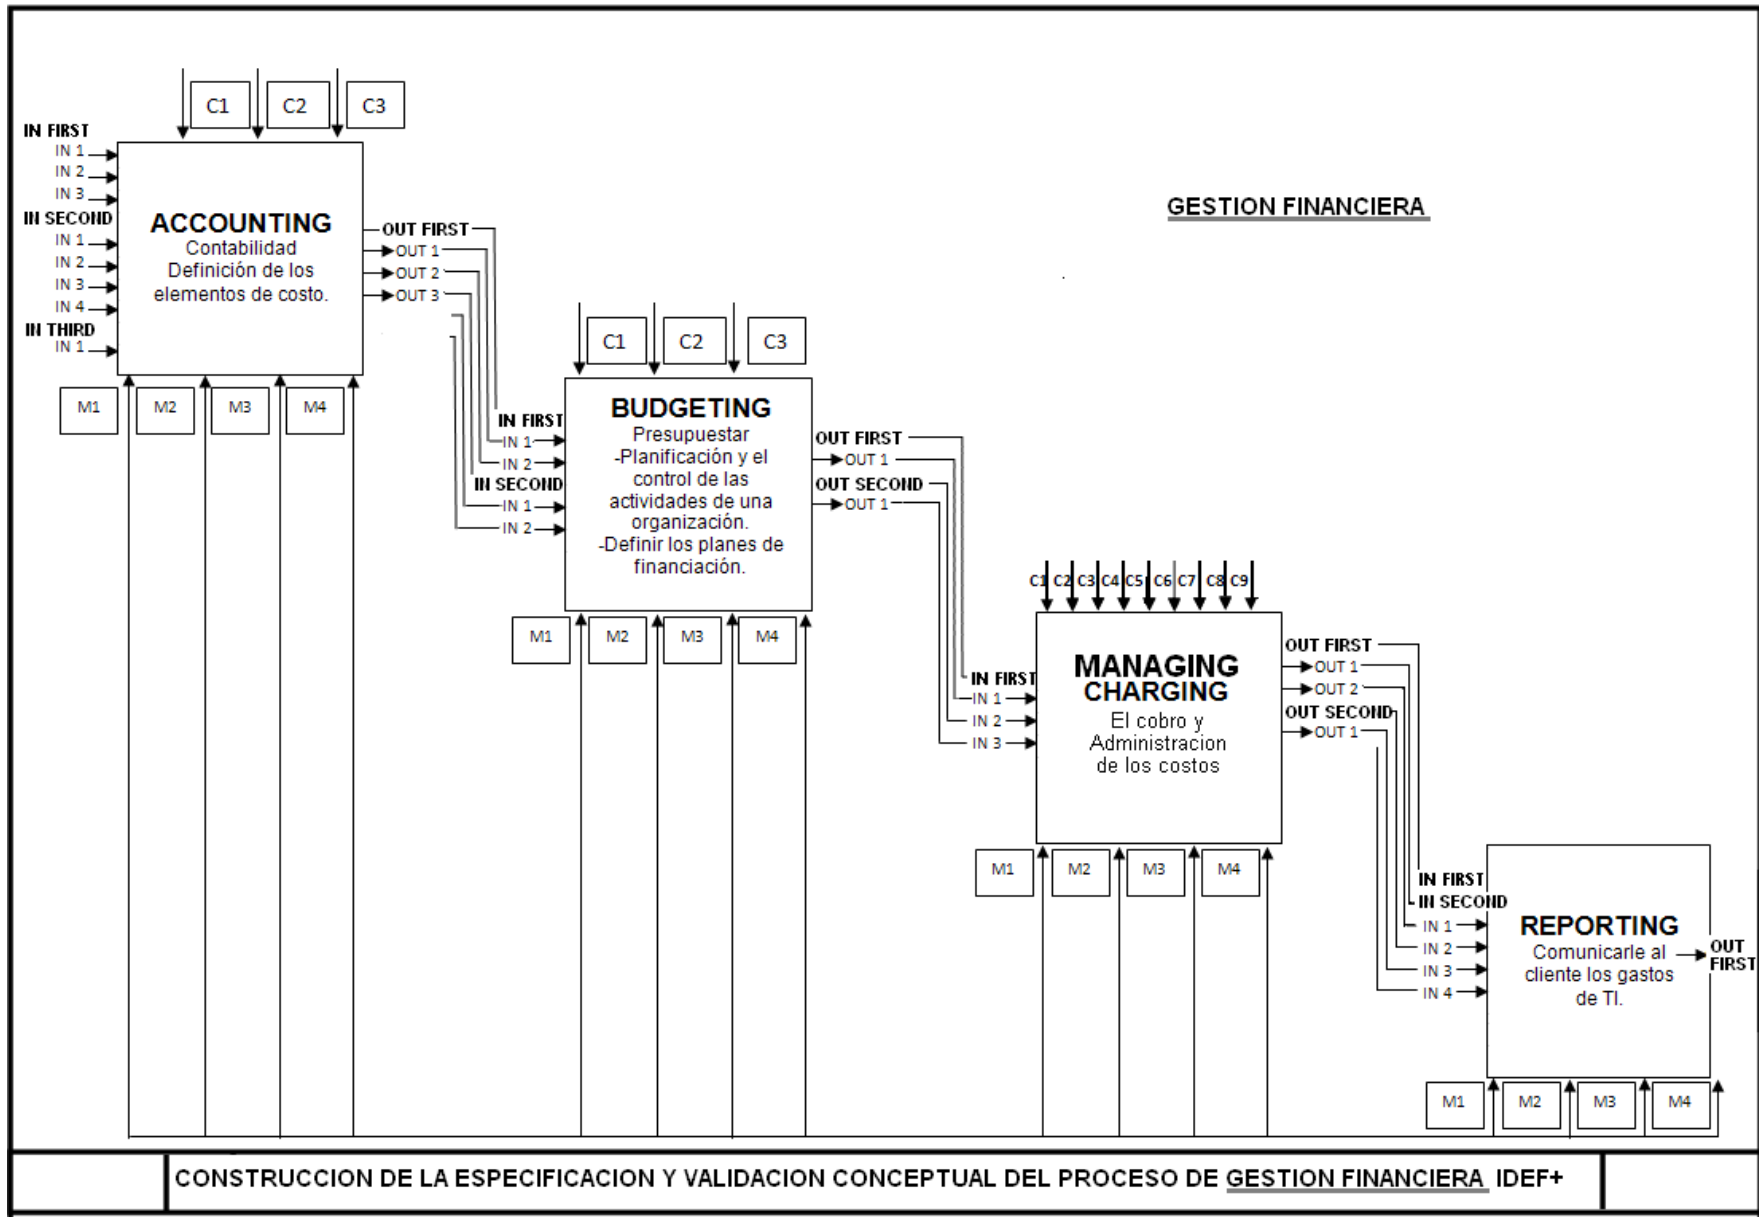 GESTION FINANCIERA
C1
C2
C3
IN FIRST
IN 1
IN 2
IN 3
IN SECOND
IN 1
IN 2
IN 3
IN 4
IN THIRD
IN 1
ACCOUNTING
Contabilidad
Definición de los
elementos de costo.
OUT FIRST
OUT 1
OUT 2
OUT 3
M1
M2
M3
M4
C1
C2
C3
IN FIRST
IN 1
IN 2
IN SECOND
IN 1
IN 2
BUDGETING
Presupuestar
-Planificación y el
control de las
actividades de una
organización.
-Definir los planes de
financiación.
OUT FIRST
OUT 1
OUT SECOND
OUT 1
M1
M2
M3
M4
C1
C2
C3
C4
C5
C6
C7
C8
C9
IN FIRST
IN 1
IN 2
IN 3
MANAGING
CHARGING
El cobro y
Administracion
de los costos
OUT FIRST
OUT 1
OUT 2
OUT SECOND
OUT 1
M1
M2
M3
M4
IN FIRST
IN SECOND
IN 1
IN 2
IN 3
IN 4
REPORTING
Comunicarle al
cliente los gastos
de TI.
OUT
FIRST
M1
M2
M3
M4
CONSTRUCCION DE LA ESPECIFICACION Y VALIDACION CONCEPTUAL DEL PROCESO DE GESTION FINANCIERA IDEF+